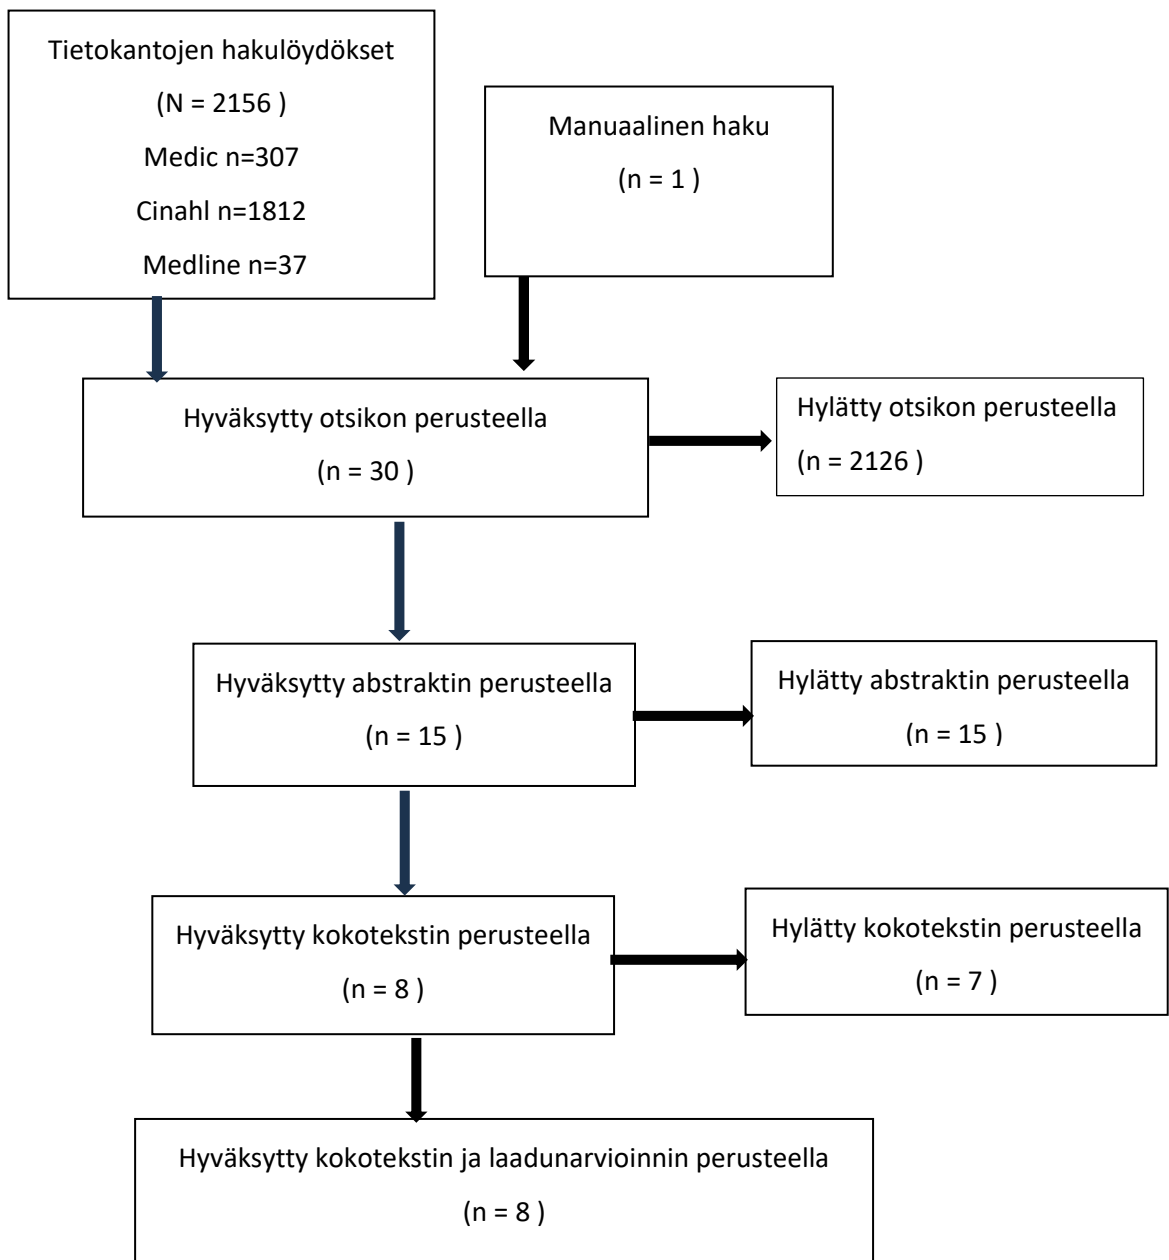 Tietokantojen hakulöydökset
(N = 2156 )
Medic n=307
Cinahl n=1812
Medline n=37
Manuaalinen haku
(n = 1 )
Hyväksytty otsikon perusteella
(n = 30 )
Hylätty otsikon perusteella
(n = 2126 )
Hyväksytty abstraktin perusteella
(n = 15 )
Hylätty abstraktin perusteella
(n = 15 )
Hyväksytty kokotekstin perusteella
(n = 8 )
Hylätty kokotekstin perusteella
(n = 7 )
Hyväksytty kokotekstin ja laadunarvioinnin perusteella
(n = 8 )